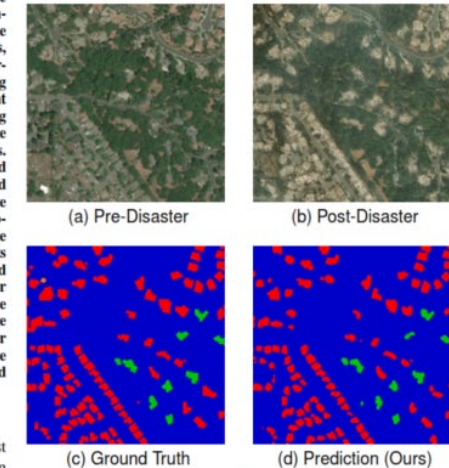 (a) Pre-Disaster
(b) Post-Disaster
(c) Ground Truth
(d) Prediction (Ours)